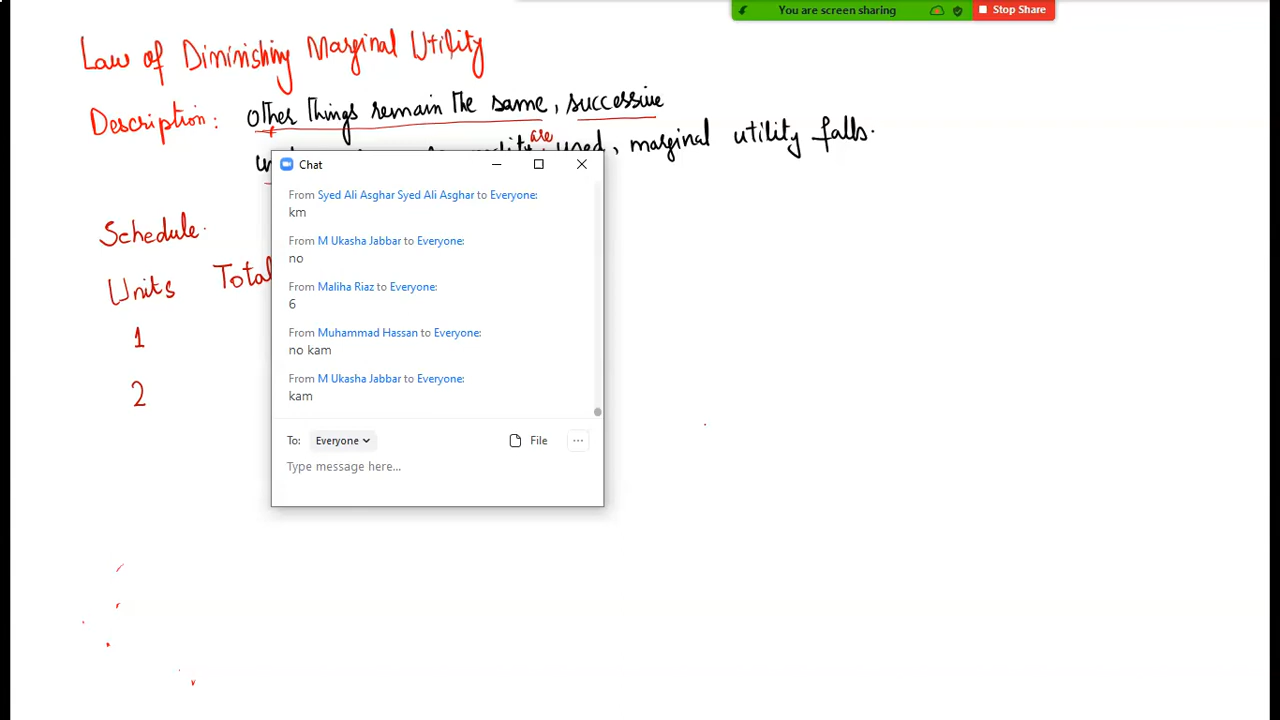 You are screen sharing
Stop Share
Law of Diminishing Marginal Utility
Description: other things remain the same, successive
are
used, marginal utility falls.
Schedule.
Units Total
1
2
Chat
From Syed Ali Asghar Syed Ali Asghar to Everyone:
km
From M Ukasha Jabbar to Everyone:
no
From Maliha Riaz to Everyone:
6
From Muhammad Hassan to Everyone:
no kam
From M Ukasha Jabbar to Everyone:
kam
To: Everyone File
Type message here...